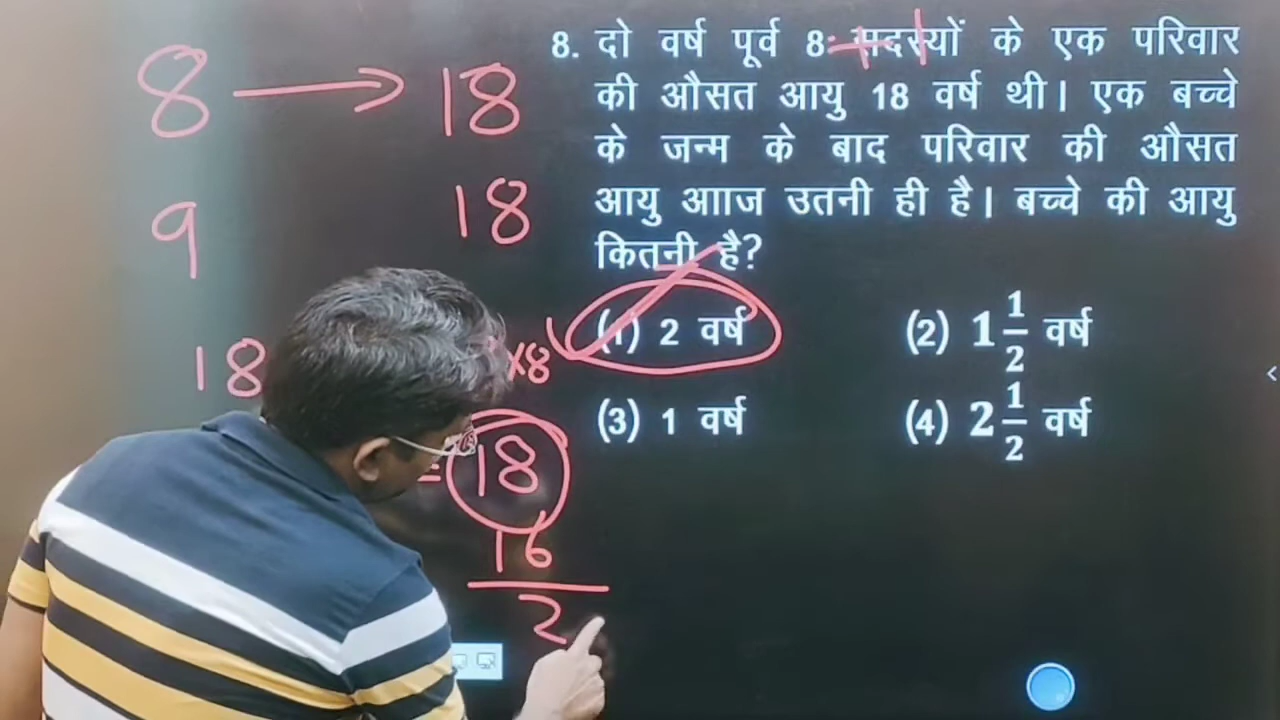 8. दो वर्ष पूर्व 8 सदस्यों के एक परिवार
की औसत आयु 18 वर्ष थी। एक बच्चे
के जन्म के बाद परिवार की औसत
आयु आाज उतनी ही है। बच्चे की आयु
कितनी है?
(1) 2 वर्ष (2) 1 1/2 वर्ष
(3) 1 वर्ष (4) 2 1/2 वर्ष
8 → 18
9 18
18 ×8
= 18
16
2